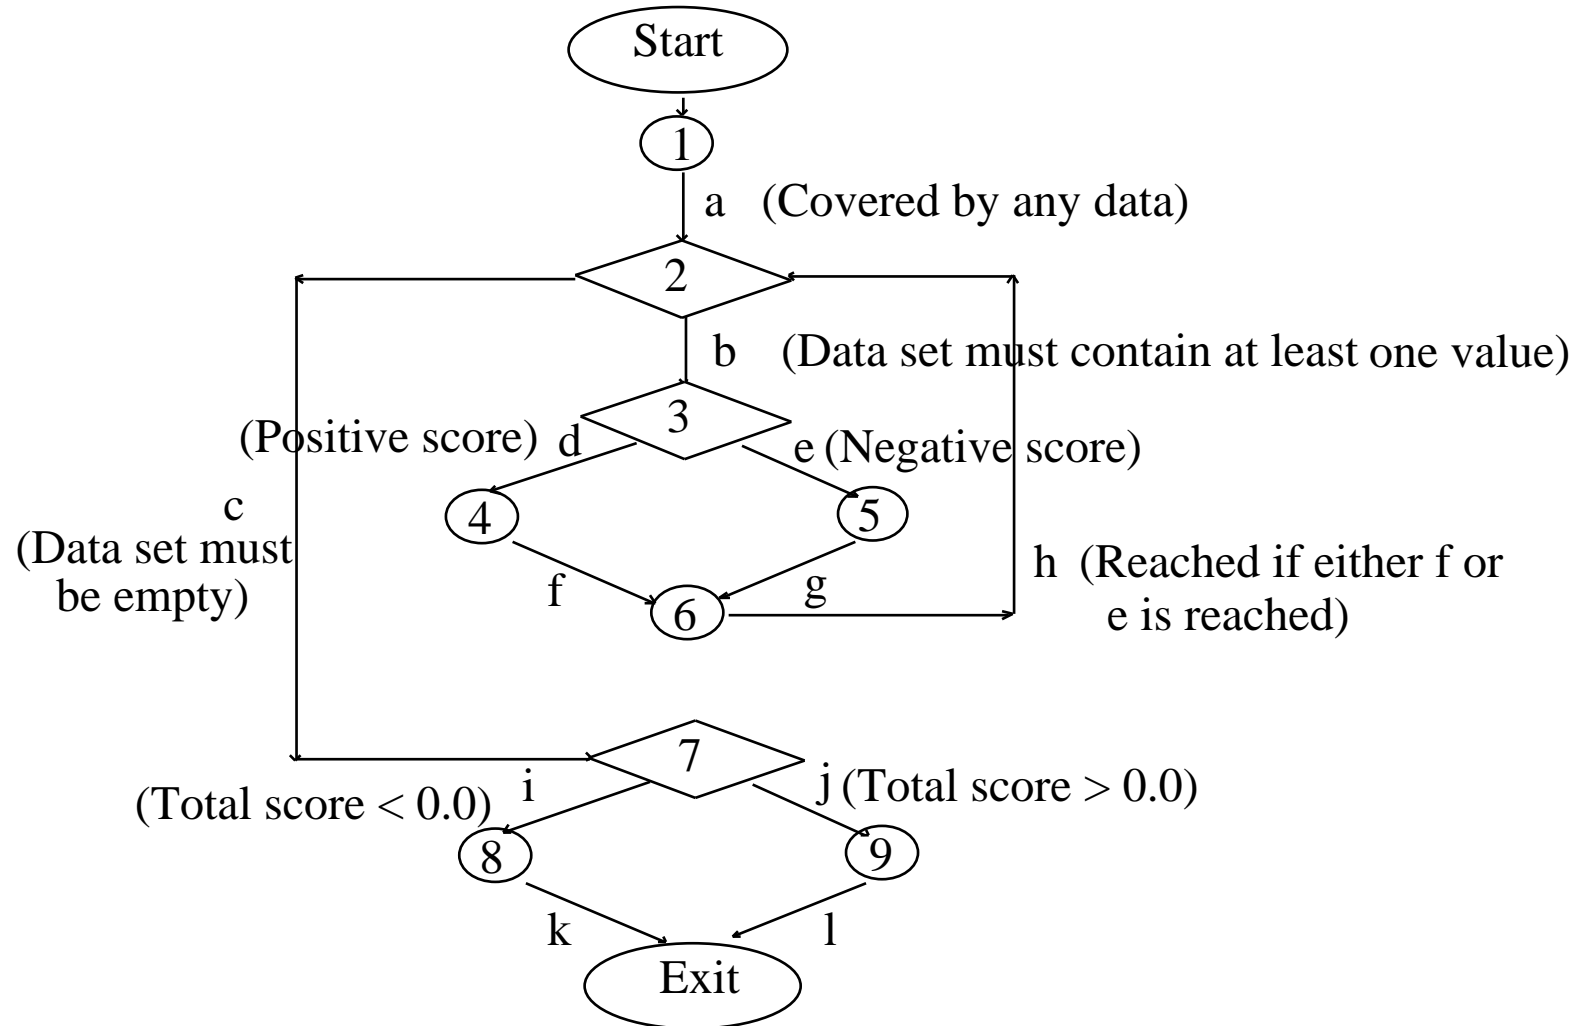 Start
1
a (Covered by any data)
2
b (Data set must contain at least one value)
3
(Positive score) d
e (Negative score)
c
(Data set must
be empty)
4
5
f
g
h (Reached if either f or
e is reached)
6
7
i
(Total score < 0.0)
j (Total score > 0.0)
8
9
k
l
Exit